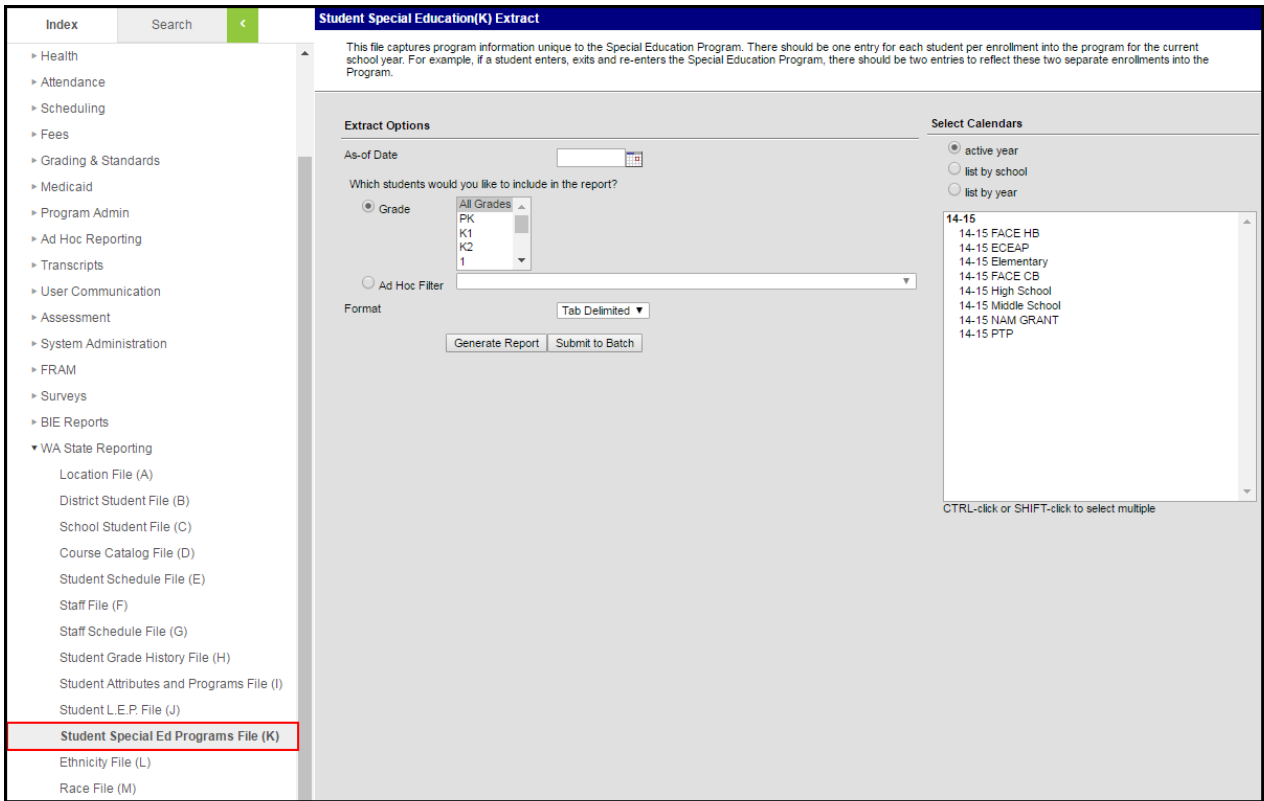 Index
Search
Health
Attendance
Scheduling
Fees
Grading & Standards
Medicaid
Program Admin
Ad Hoc Reporting
Transcripts
User Communication
Assessment
System Administration
FRAM
Surveys
BIE Reports
WA State Reporting
Location File (A)
District Student File (B)
School Student File (C)
Course Catalog File (D)
Student Schedule File (E)
Staff File (F)
Staff Schedule File (G)
Student Grade History File (H)
Student Attributes and Programs File (I)
Student L.E.P. File (J)
Student Special Ed Programs File (K)
Ethnicity File (L)
Race File (M)
Student Special Education(K) Extract
This file captures program information unique to the Special Education Program. There should be one entry for each student per enrollment into the program for the current
school year. For example, if a student enters, exits and re-enters the Special Education Program, there should be two entries to reflect these two separate enrollments into the
Program.
Extract Options
As-of Date
Which students would you like to include in the report?
Grade
All Grades
PK
K1
K2
1
Ad Hoc Filter
Format
Tab Delimited
Generate Report
Submit to Batch
Select Calendars
active year
list by school
list by year
14-15
14-15 FACE HB
14-15 ECEAP
14-15 Elementary
14-15 FACE CB
14-15 High School
14-15 Middle School
14-15 NAM GRANT
14-15 PTP
CTRL-click or SHIFT-click to select multiple